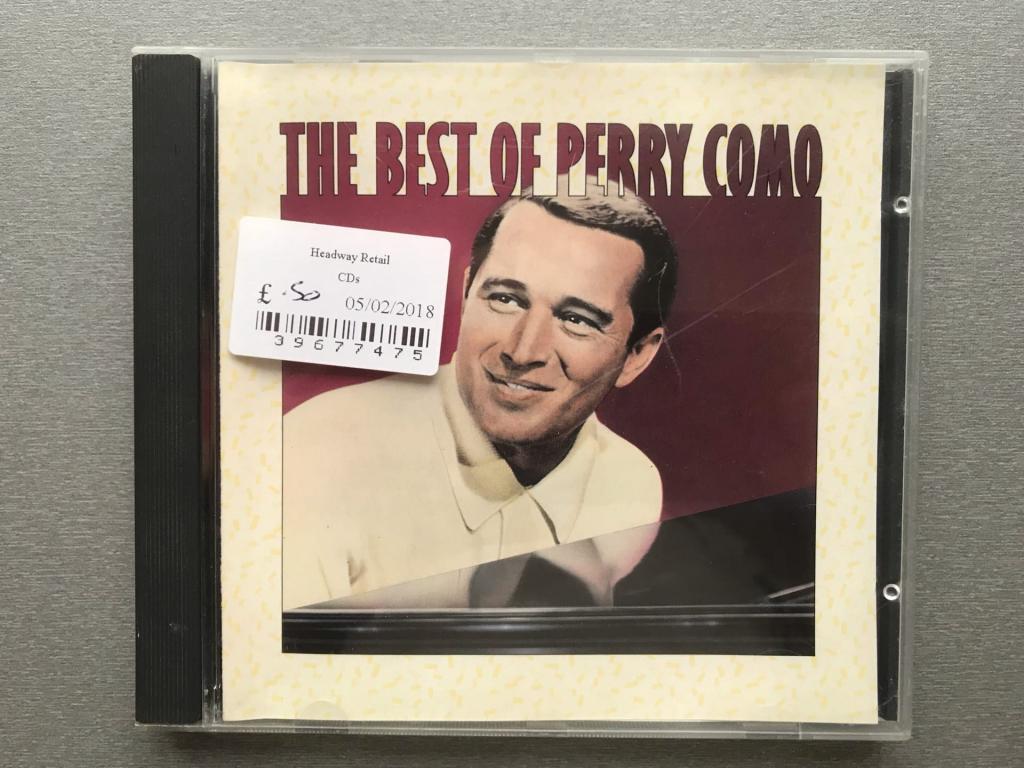 THE BEST OF PERRY COMO
Headway Retail
CDs
£ .50 05/02/2018
39677475